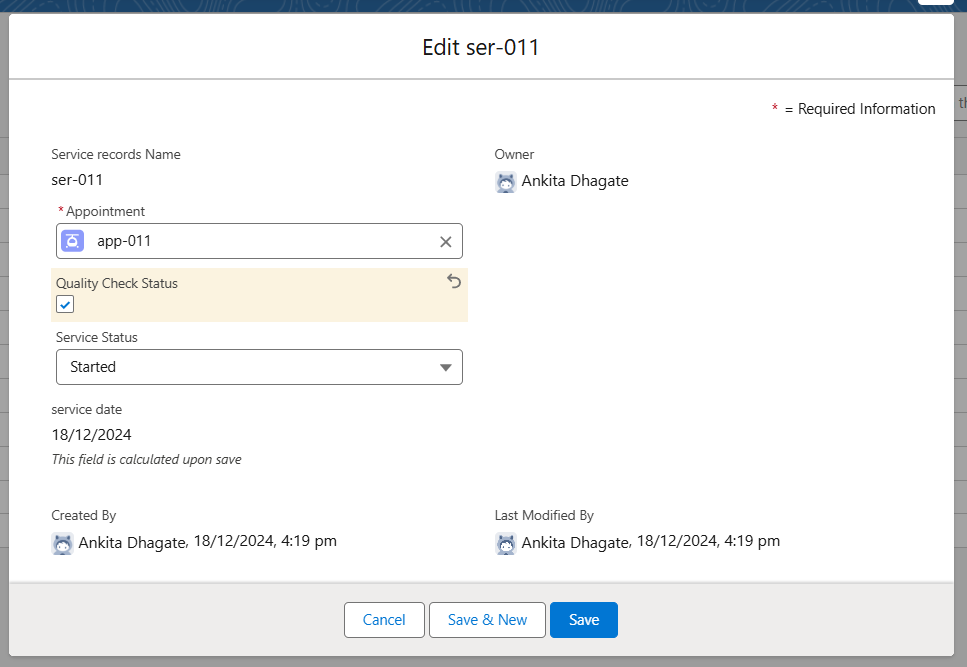 Edit ser-011
* = Required Information
Service records Name
ser-011
Owner
Ankita Dhagate
*Appointment
app-011
Quality Check Status
Service Status
Started
service date
18/12/2024
This field is calculated upon save
Created By
Ankita Dhagate, 18/12/2024, 4:19 pm
Last Modified By
Ankita Dhagate, 18/12/2024, 4:19 pm
Cancel
Save & New
Save